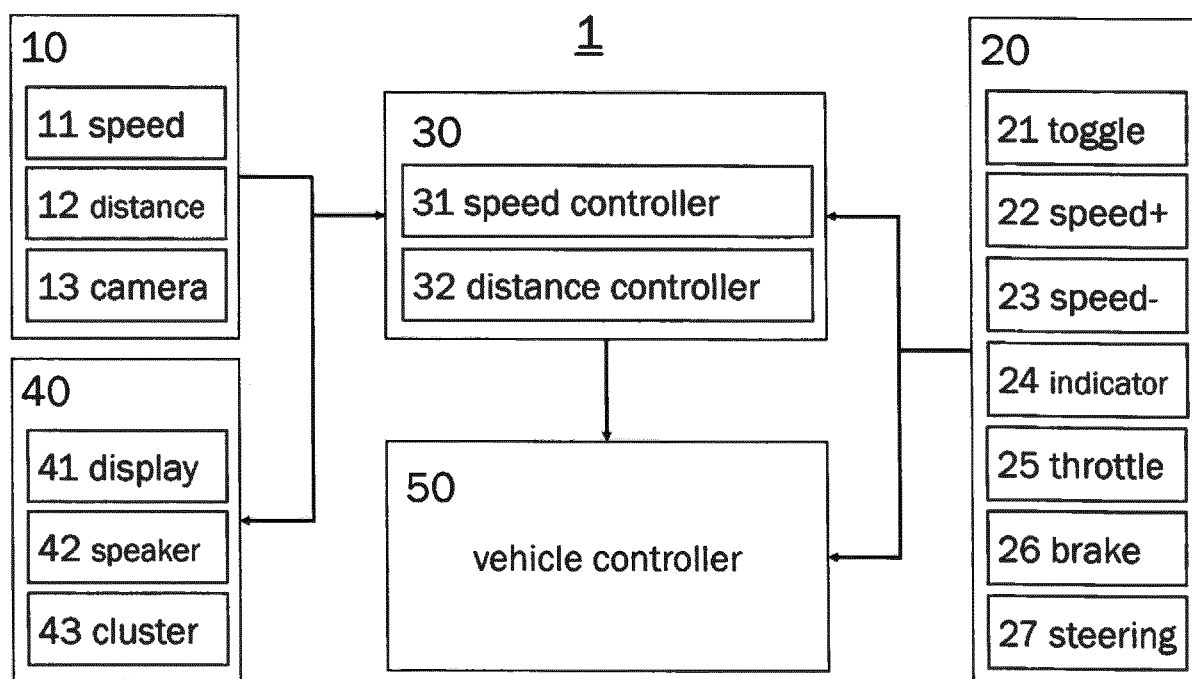 1
10
11 speed
12 distance
13 camera
40
41 display
42 speaker
43 cluster
30
31 speed controller
32 distance controller
50
vehicle controller
20
21 toggle
22 speed+
23 speed-
24 indicator
25 throttle
26 brake
27 steering